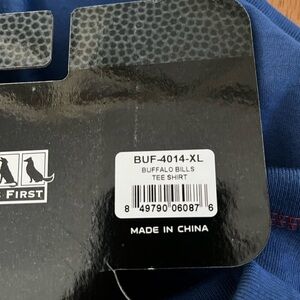 BUF-4014-XL
BUFFALO BILLS
TEE SHIRT
8 49790 06087 6
S FIRST
MADE IN CHINA